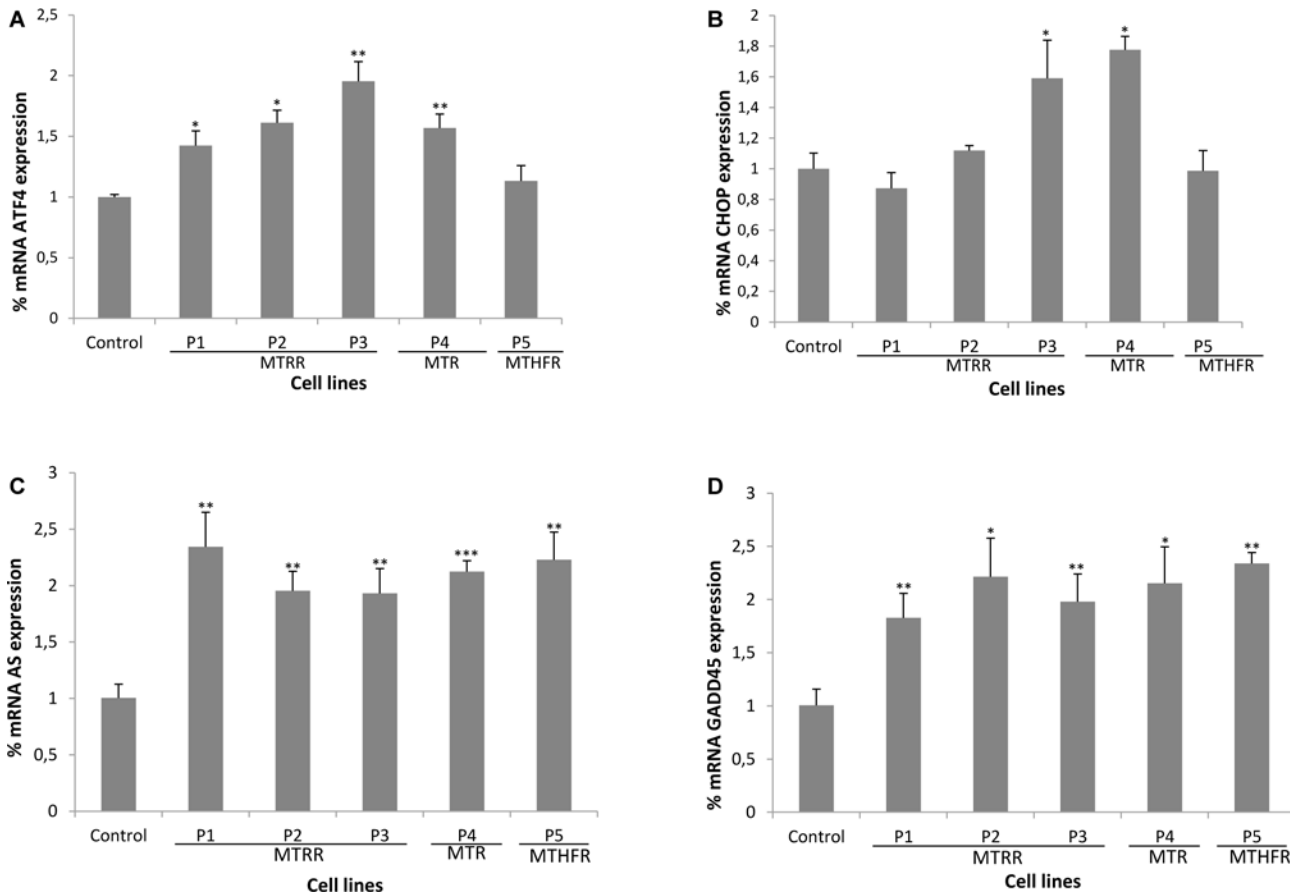 A
% mRNA ATF4 expression
2,5
2
1,5
1
0,5
0
*
*
**
**
Control P1 P2 P3 P4 P5
MTRR MTR MTHFR
Cell lines
B
% mRNA CHOP expression
2
1,8
1,6
1,4
1,2
1
0,8
0,6
0,4
0,2
0
*
*
Control P1 P2 P3 P4 P5
MTRR MTR MTHFR
Cell lines
C
% mRNA AS expression
3
2,5
2
1,5
1
0,5
0
**
**
**
***
**
Control P1 P2 P3 P4 P5
MTRR MTR MTHFR
Cell lines
D
% mRNA GADD45 expression
3
2,5
2
1,5
1
0,5
0
**
*
**
*
**
Control P1 P2 P3 P4 P5
MTRR MTR MTHFR
Cell lines